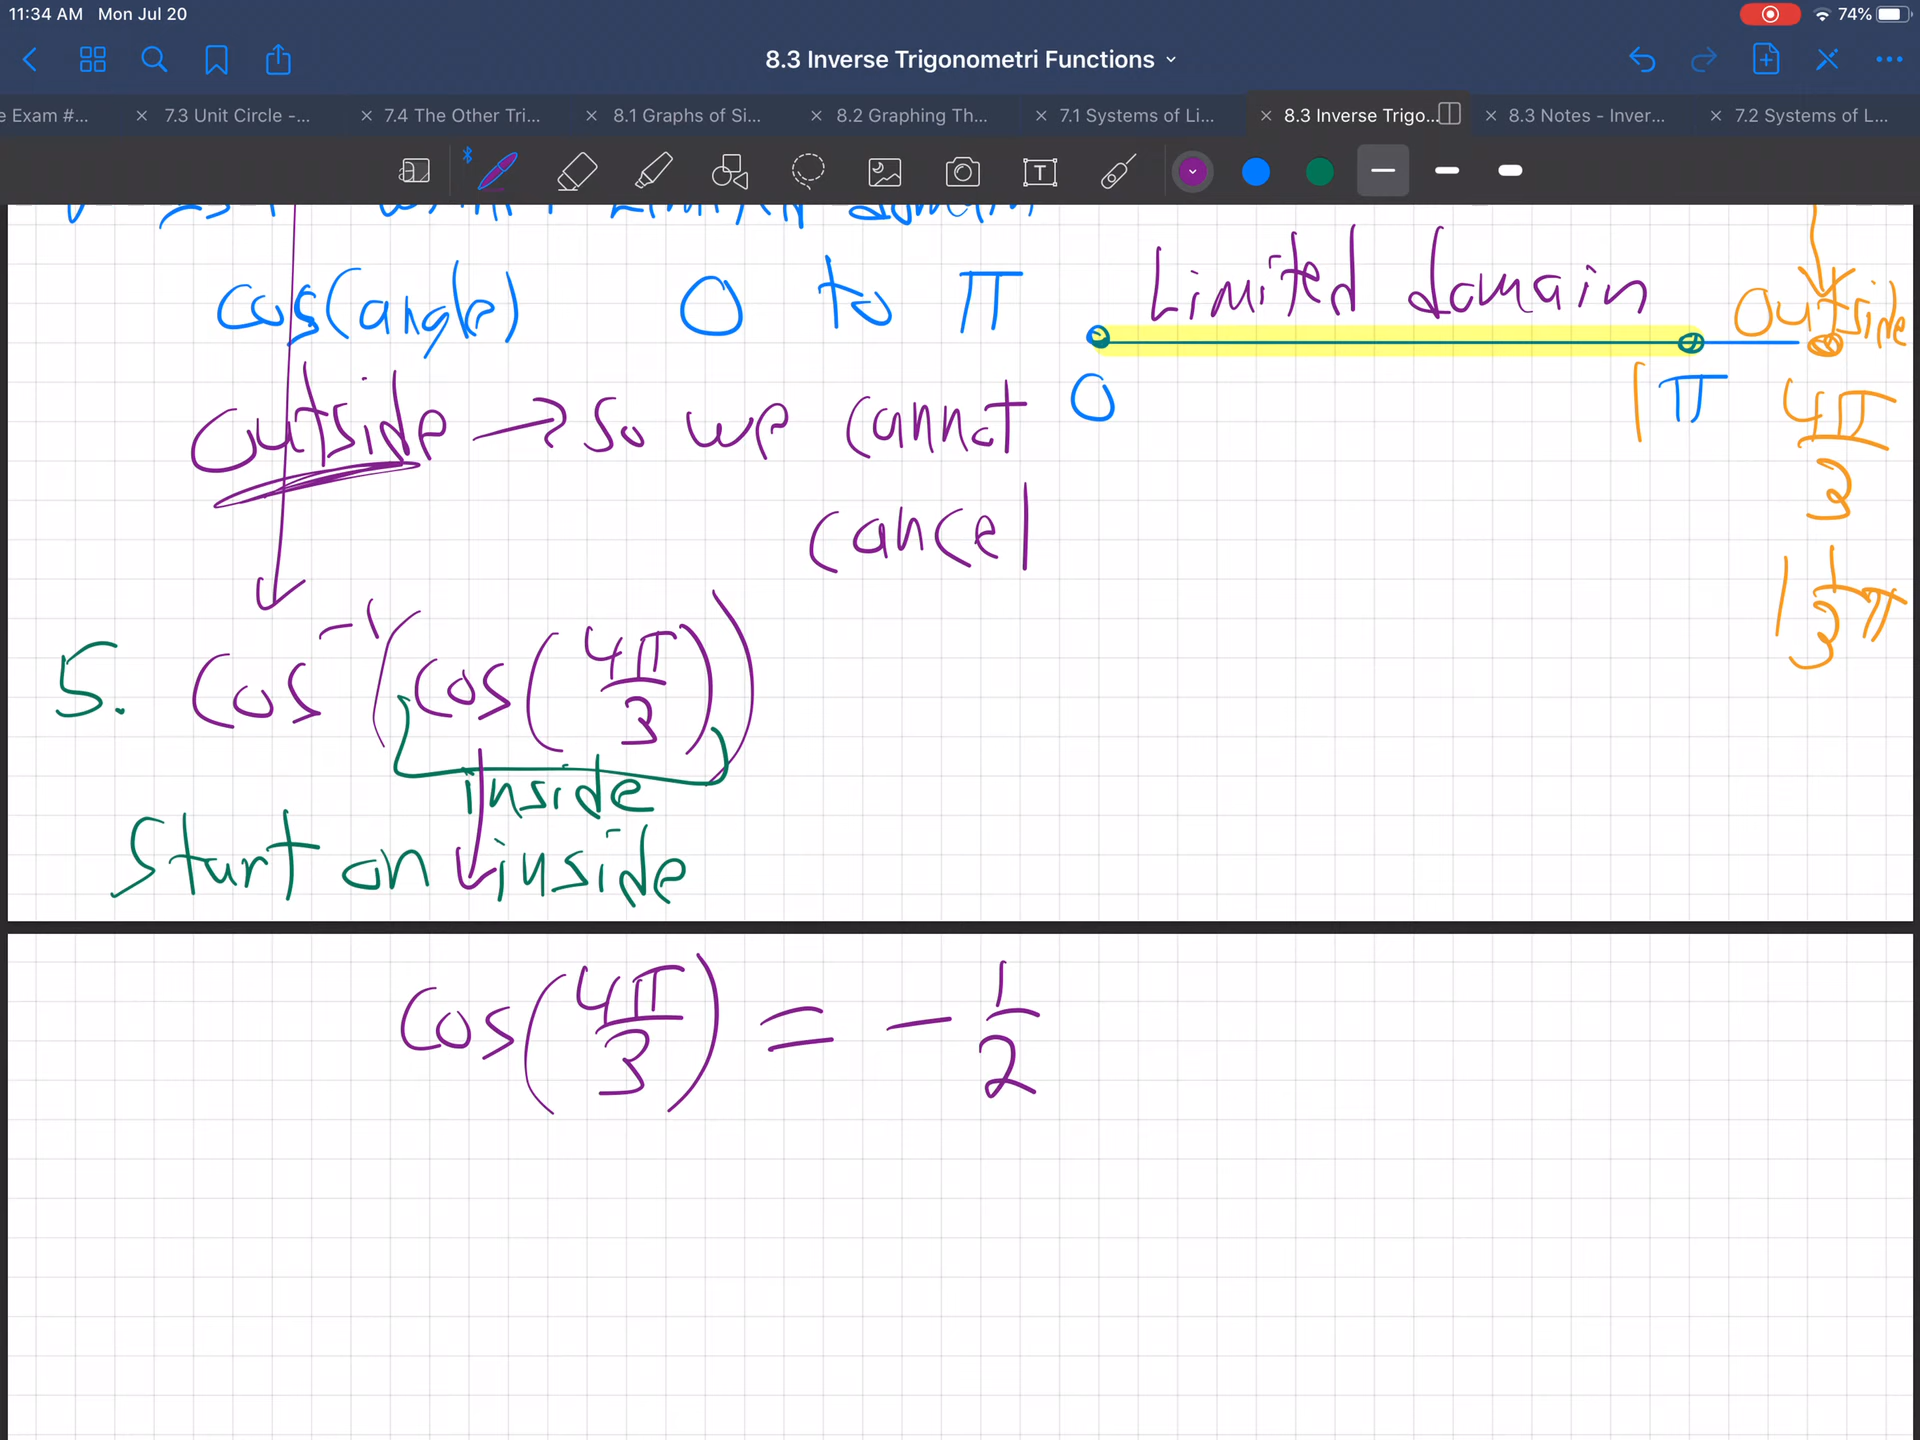 11:34 AM Mon Jul 20
74%
8.3 Inverse Trigonometri Functions
e Exam #...
7.3 Unit Circle -...
7.4 The Other Tri...
8.1 Graphs of Si...
8.2 Graphing Th...
7.1 Systems of Li...
8.3 Inverse Trigo...
8.3 Notes - Inver...
7.2 Systems of L...
T
Limited domain
cos(angle) 0 to π
Limited domain
Outside
0
π
4π/3
1 1/3 π
outside → so we cannot
cancel
5. cos⁻¹(cos(4π/3))
inside
Start on inside
cos(4π/3) = -1/2